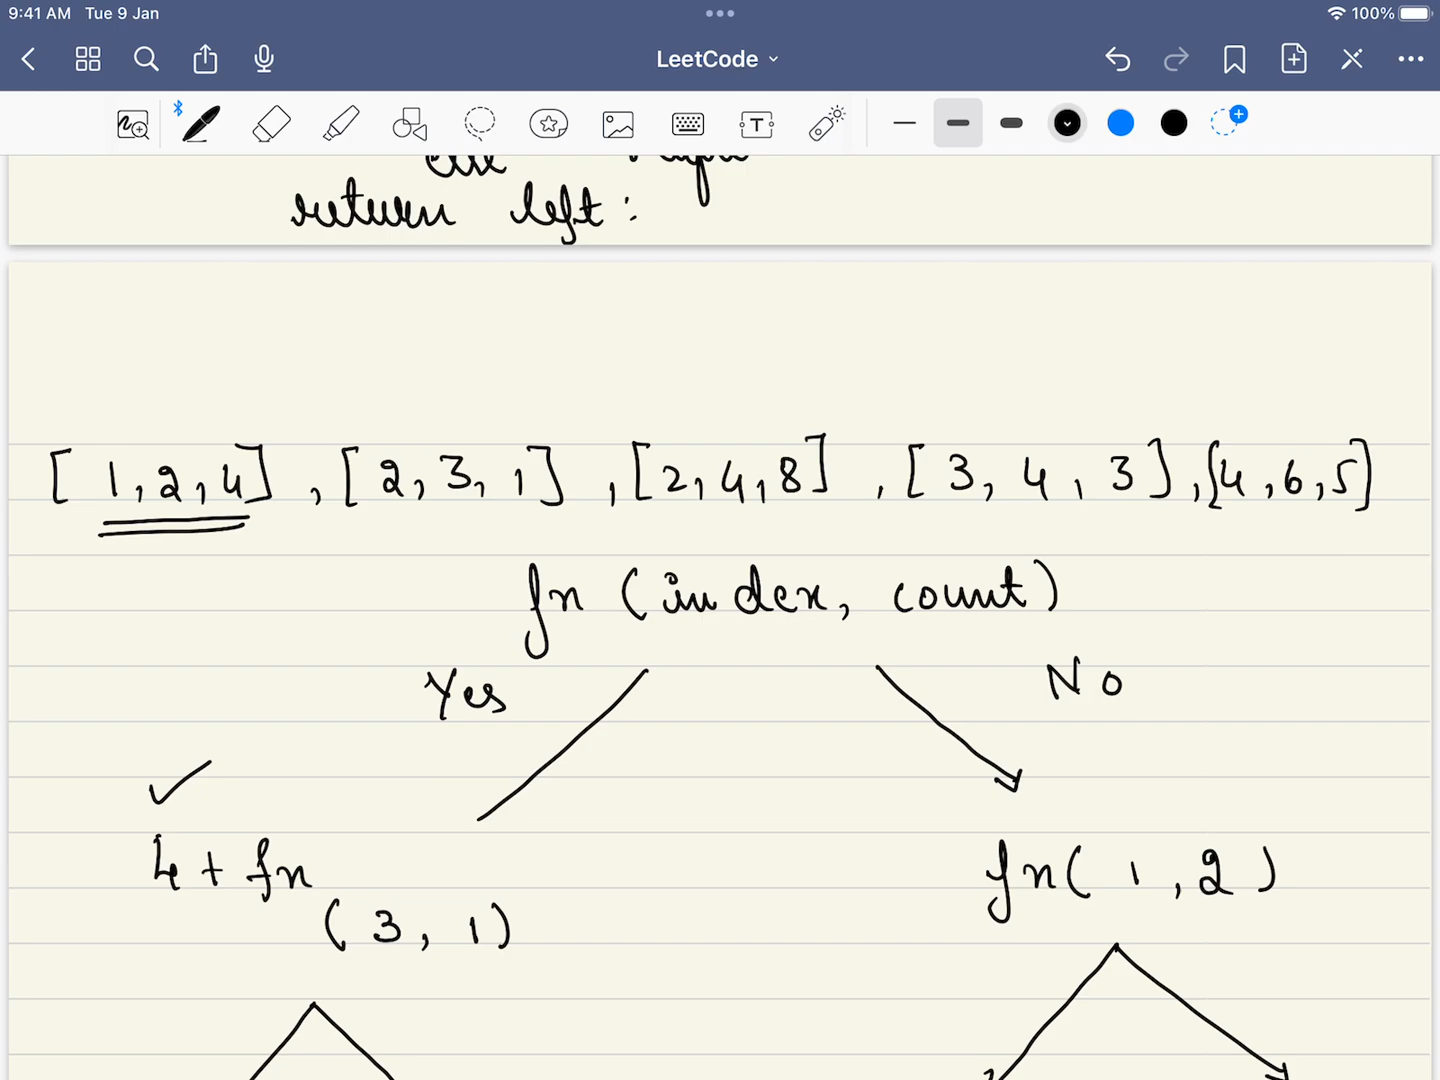 9:41 AM Tue 9 Jan 100%
LeetCode
T
return left :
[ 1, 2, 4 ] , [ 2, 3, 1 ] , [ 2, 4, 8 ] , [ 3, 4, 3 ] , [ 4, 6, 5 ]
fn ( index, count )
Yes No
4 + fn fn ( 1 , 2 )
( 3, 1 )